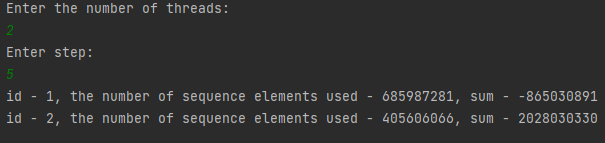 Enter the number of threads:
2
Enter step:
5
id - 1, the number of sequence elements used - 685987281, sum - -865030891
id - 2, the number of sequence elements used - 405606066, sum - 2028030330